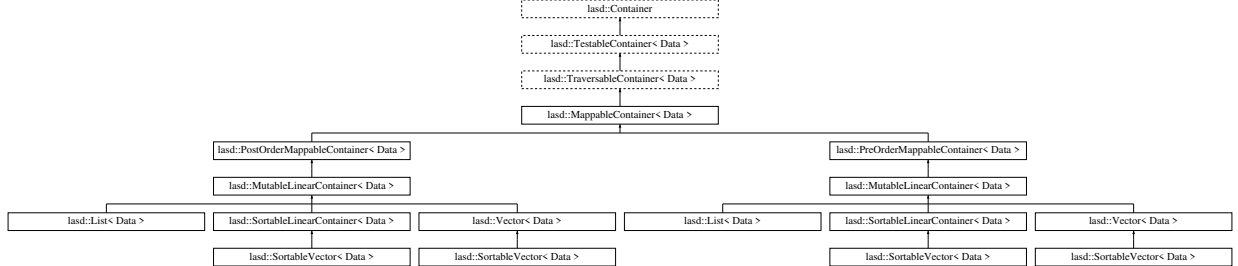 lasd::Container
lasd::TestableContainer< Data >
lasd::TraversableContainer< Data >
lasd::MappableContainer< Data >
lasd::PostOrderMappableContainer< Data > lasd::PreOrderMappableContainer< Data >
lasd::MutableLinearContainer< Data > lasd::MutableLinearContainer< Data >
lasd::List< Data > lasd::SortableLinearContainer< Data > lasd::Vector< Data > lasd::List< Data > lasd::SortableLinearContainer< Data > lasd::Vector< Data >
lasd::SortableVector< Data > lasd::SortableVector< Data > lasd::SortableVector< Data > lasd::SortableVector< Data >